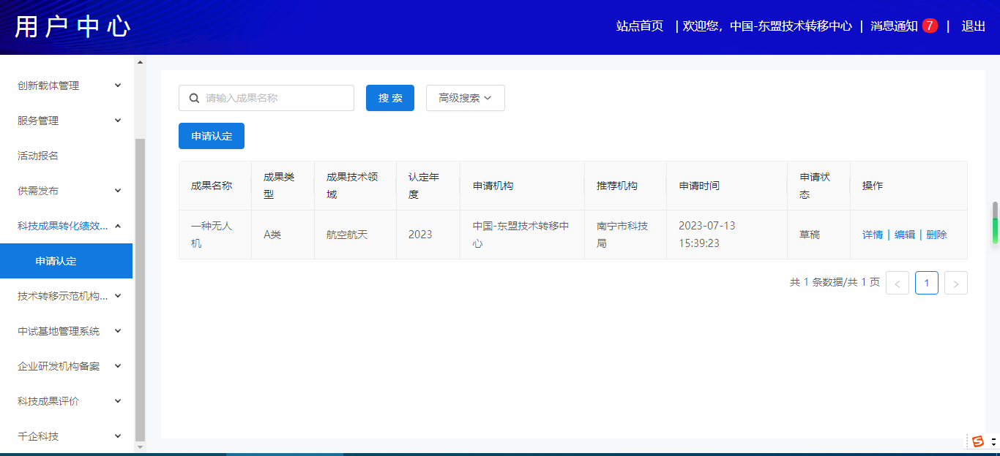 用户中心
站点首页 | 欢迎您，中国-东盟技术转移中心 | 消息通知 7 | 退出
创新载体管理
服务管理
活动报名
供需发布
科技成果转化绩效...
申请认定
技术转移示范机构...
中试基地管理系统
企业研发机构备案
科技成果评价
千企科技
请输入成果名称 搜索 高级搜索
申请认定
成果名称 成果类型 成果技术领域 认定年度 申请机构 推荐机构 申请时间 申请状态 操作
一种无人机 A类 航空航天 2023 中国-东盟技术转移中心 南宁市科技局 2023-07-13 15:39:23 草稿 详情 | 编辑 | 删除
共 1 条数据/共 1 页 < 1 >